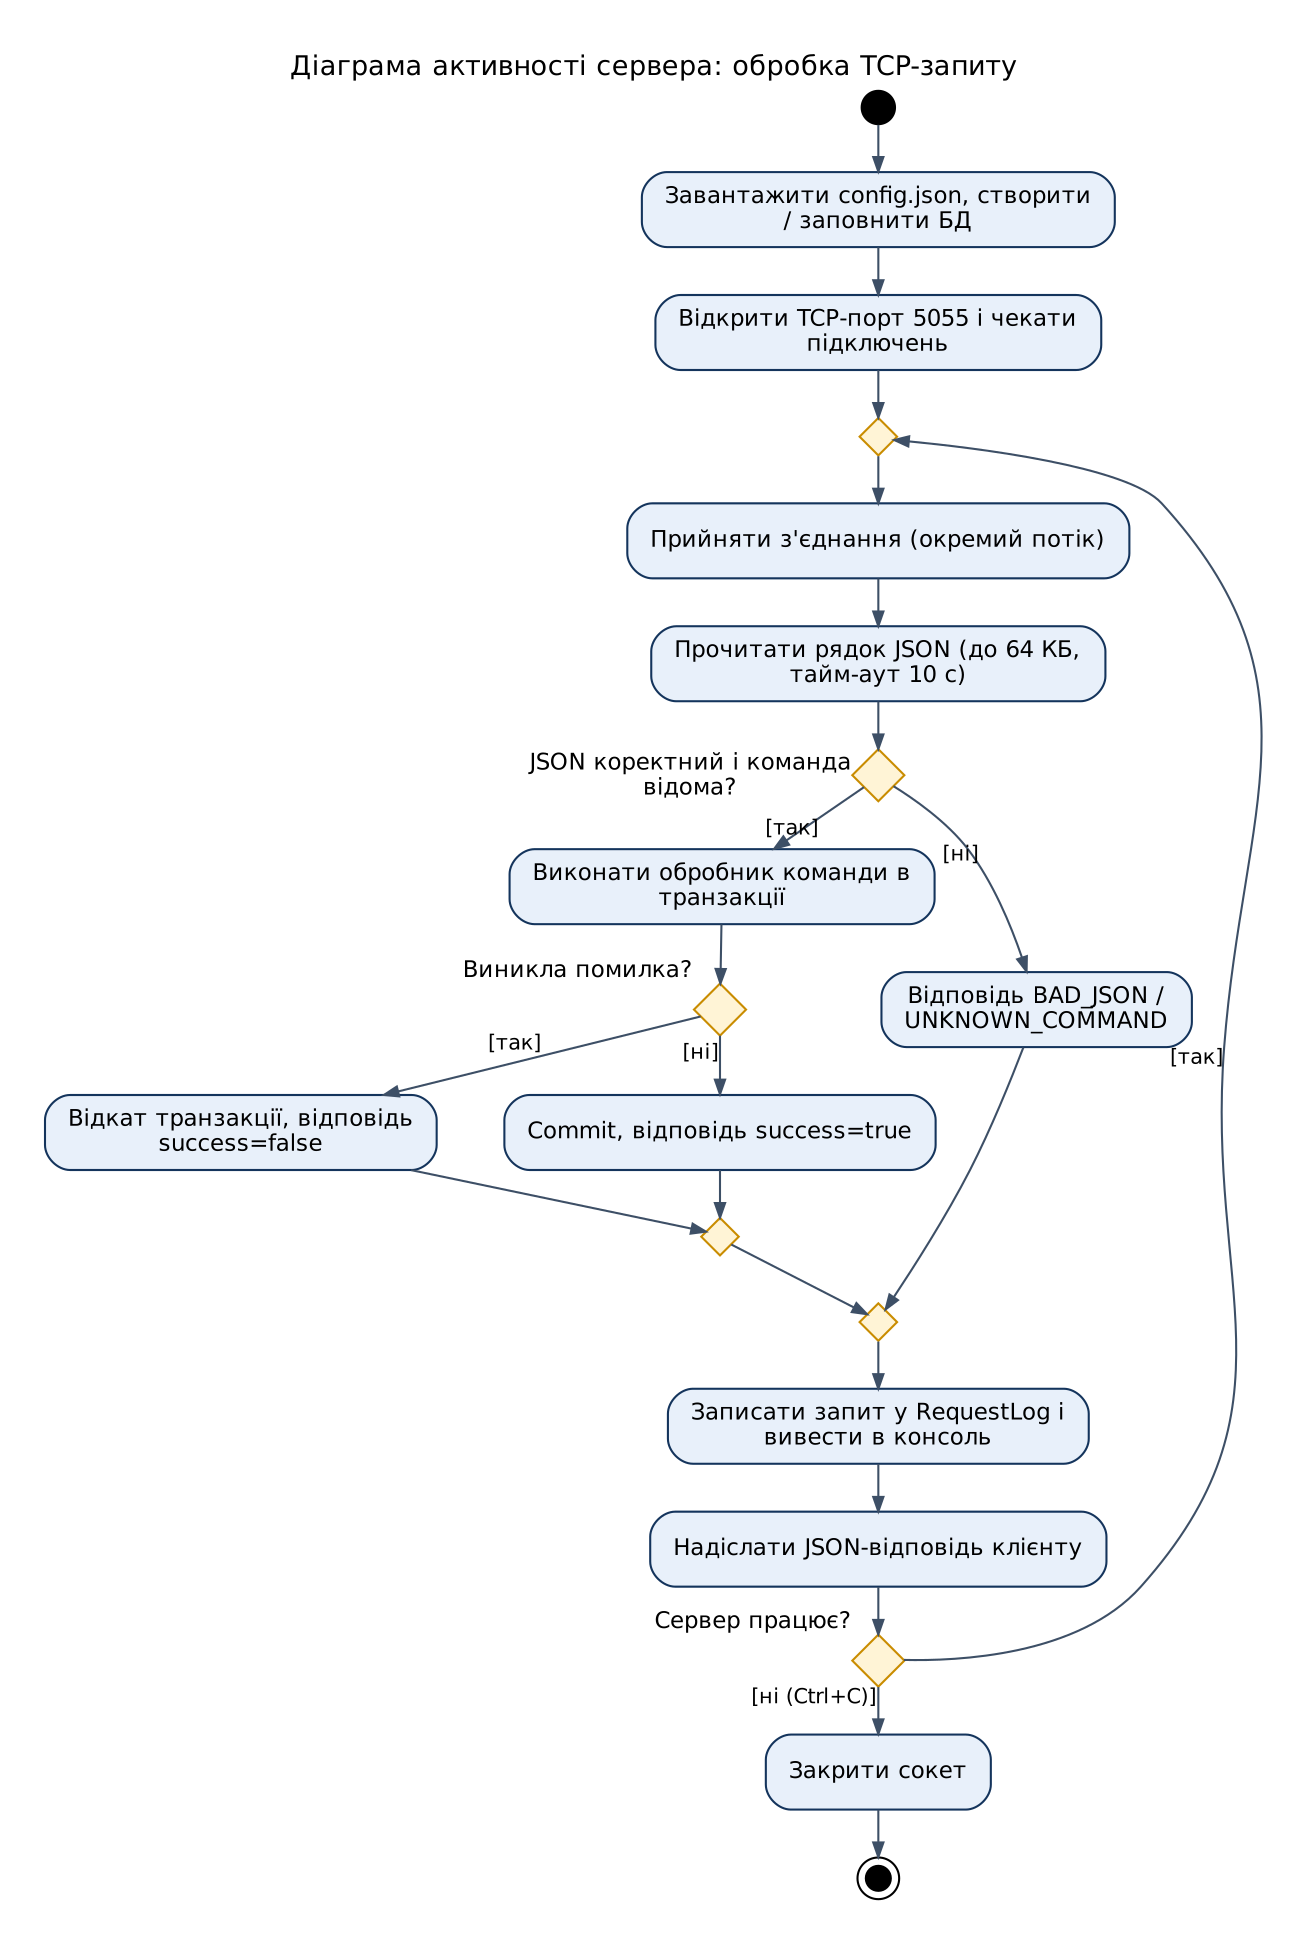 Діаграма активності сервера: обробка TCP-запиту
Завантажити config.json, створити
/ заповнити БД
Відкрити TCP-порт 5055 і чекати
підключень
Прийняти з'єднання (окремий потік)
Прочитати рядок JSON (до 64 КБ,
тайм-аут 10 с)
JSON коректний і команда
відома?
[так]
[ні]
Виконати обробник команди в
транзакції
Виникла помилка?
Відповідь BAD_JSON /
UNKNOWN_COMMAND
[так]
[ні]
[так]
Відкат транзакції, відповідь
success=false
Commit, відповідь success=true
Записати запит у RequestLog і
вивести в консоль
Надіслати JSON-відповідь клієнту
Сервер працює?
[ні (Ctrl+C)]
Закрити сокет